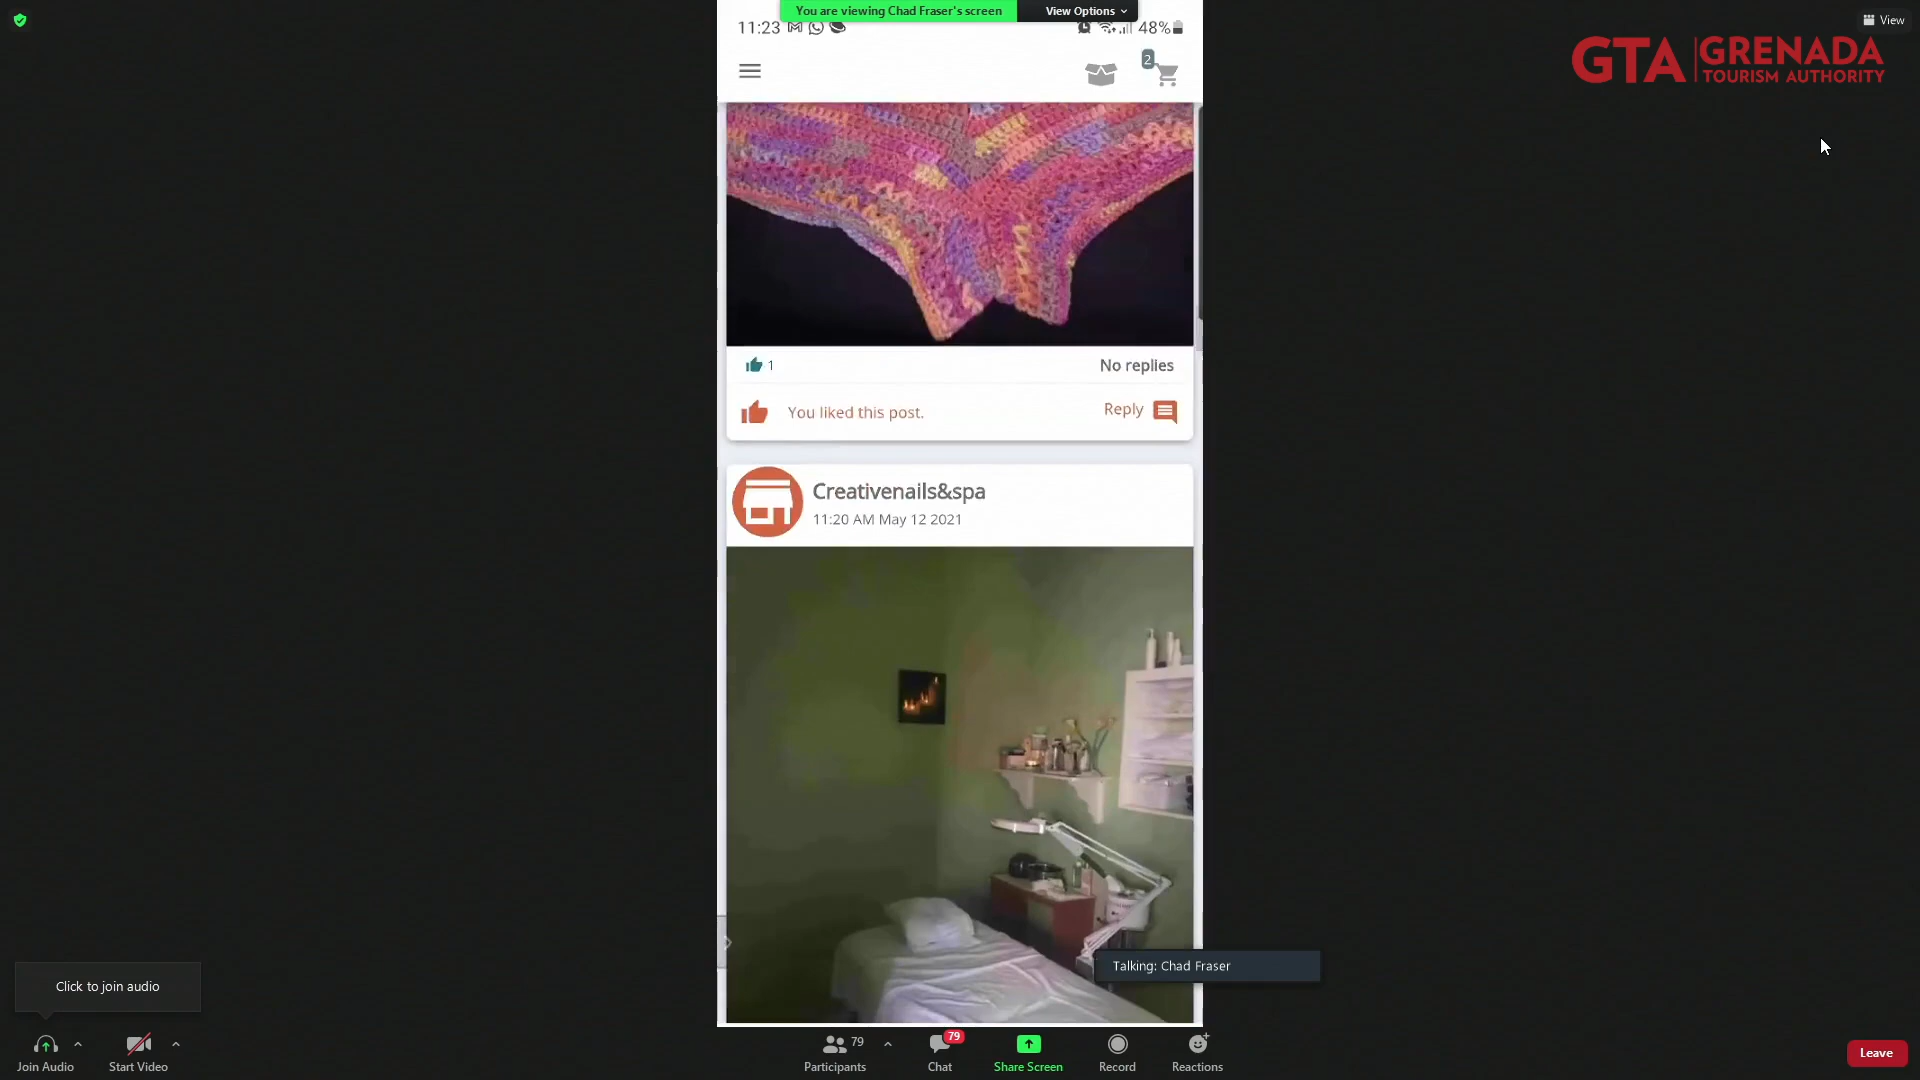 You are viewing Chad Fraser's screen
View Options
View
11:23
48%
GTA GRENADA
TOURISM AUTHORITY
2
1
No replies
You liked this post.
Reply
Creativenails&spa
11:20 AM May 12 2021
Talking: Chad Fraser
Click to join audio
Join Audio
Start Video
79
Participants
79
Chat
Share Screen
Record
Reactions
Leave